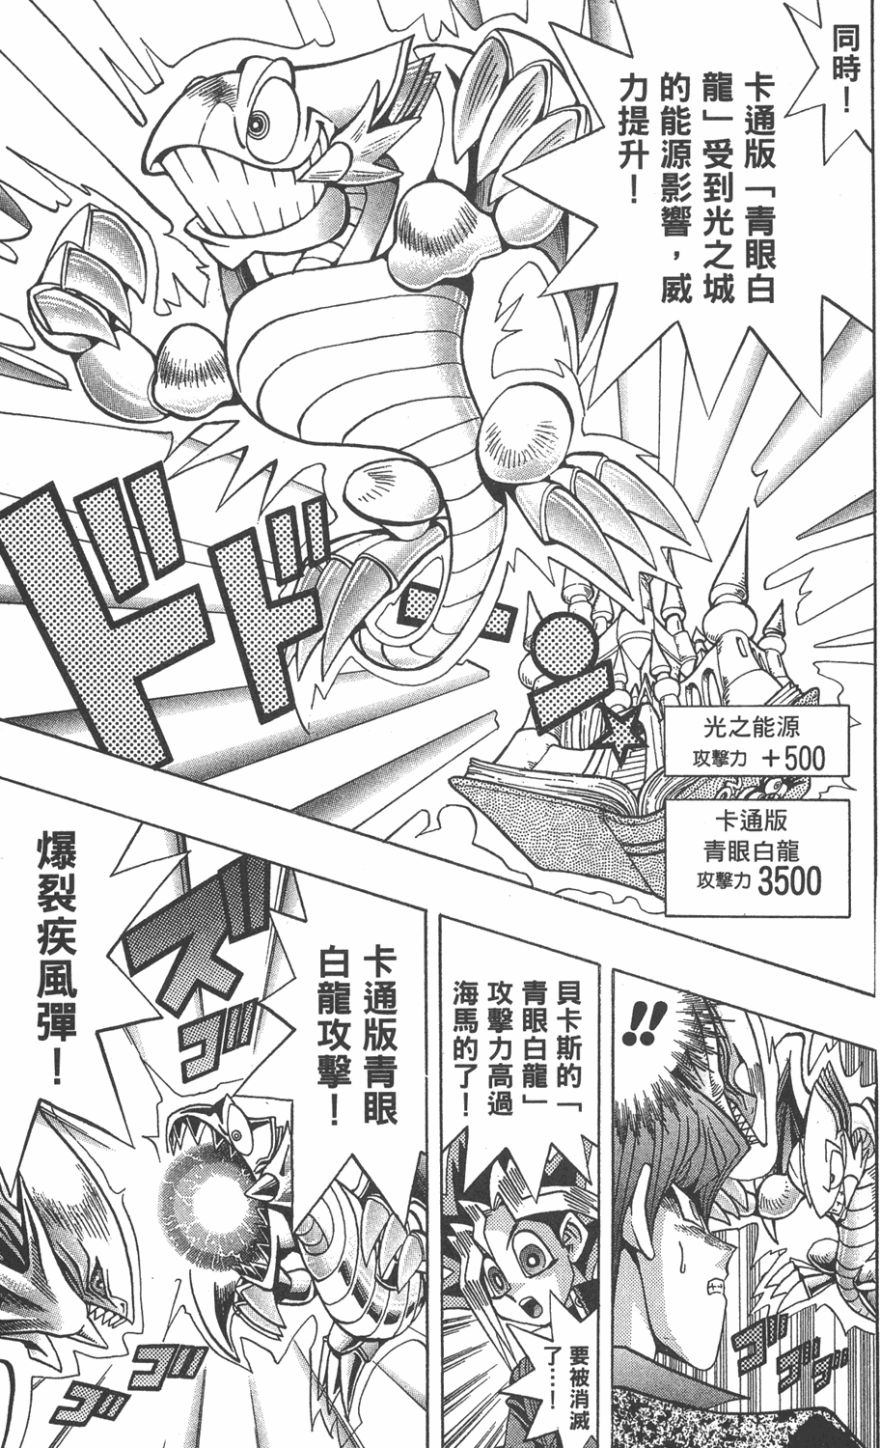 同時！
卡通版「青眼白
龍」受到光之城
的能源影響，威
力提升！
ドドーン
光之能源
攻擊力 ＋500
卡通版
青眼白龍
攻擊力 3500
!!
ゴゴゴ
貝卡斯的「
青眼白龍」
攻擊力高過
海馬的了！
要被消滅
了…！
卡通版青眼
白龍攻擊！
ズゴ
ゴゴゴ
爆裂疾風彈！